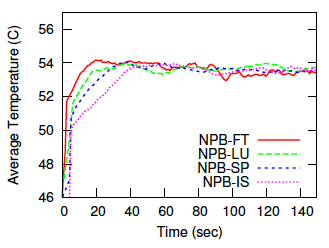 56
54
52
50
48
46
Average Temperature (C)
NPB-FT
NPB-LU
NPB-SP
NPB-IS
0 20 40 60 80 100 120 140
Time (sec)